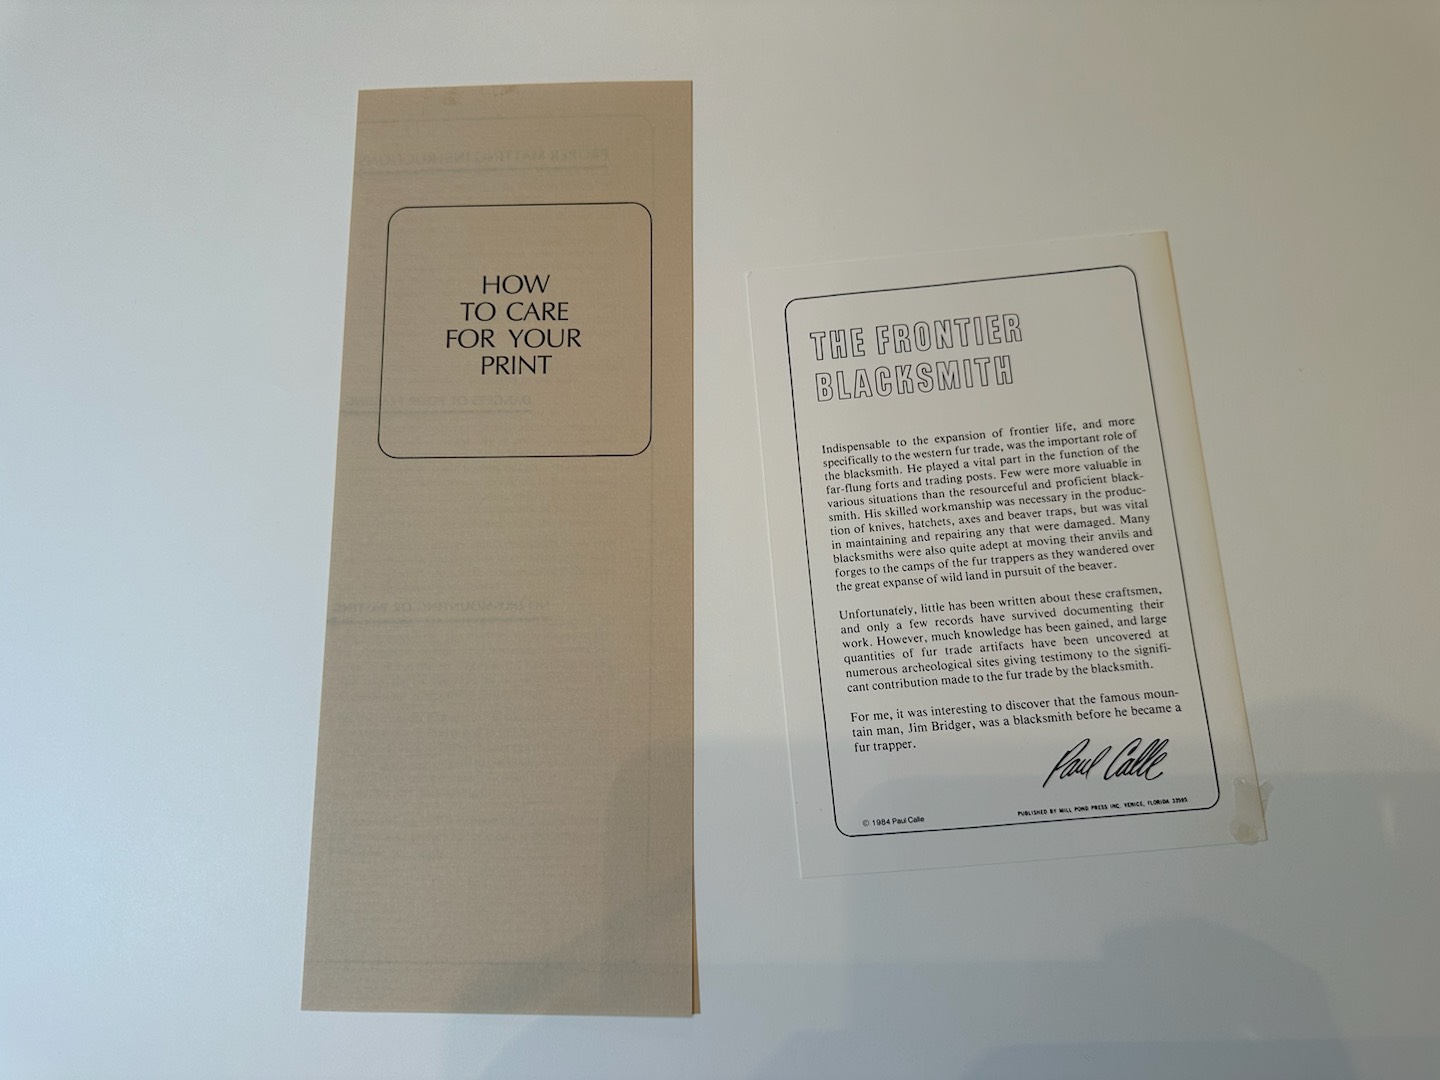 HOW
TO CARE
FOR YOUR
PRINT
THE FRONTIER
BLACKSMITH
Indispensable to the expansion of frontier life, and more
specifically to the western fur trade, was the important role of
the blacksmith. He played a vital part in the function of the
far-flung forts and trading posts. Few were more valuable in
various situations than the resourceful and proficient black-
smith. His skilled workmanship was necessary in the produc-
tion of knives, hatchets, axes and beaver traps, but was vital
in maintaining and repairing any that were damaged. Many
blacksmiths were also quite adept at moving their anvils and
forges to the camps of the fur trappers as they wandered over
the great expanse of wild land in pursuit of the beaver.
Unfortunately, little has been written about these craftsmen,
and only a few records have survived documenting their
work. However, much knowledge has been gained, and large
quantities of fur trade artifacts have been uncovered at
numerous archeological sites giving testimony to the signifi-
cant contribution made to the fur trade by the blacksmith.
For me, it was interesting to discover that the famous moun-
tain man, Jim Bridger, was a blacksmith before he became a
fur trapper.
Paul Calle
© 1984 Paul Calle
PUBLISHED BY MILL POND PRESS INC. VENICE, FLORIDA 33595